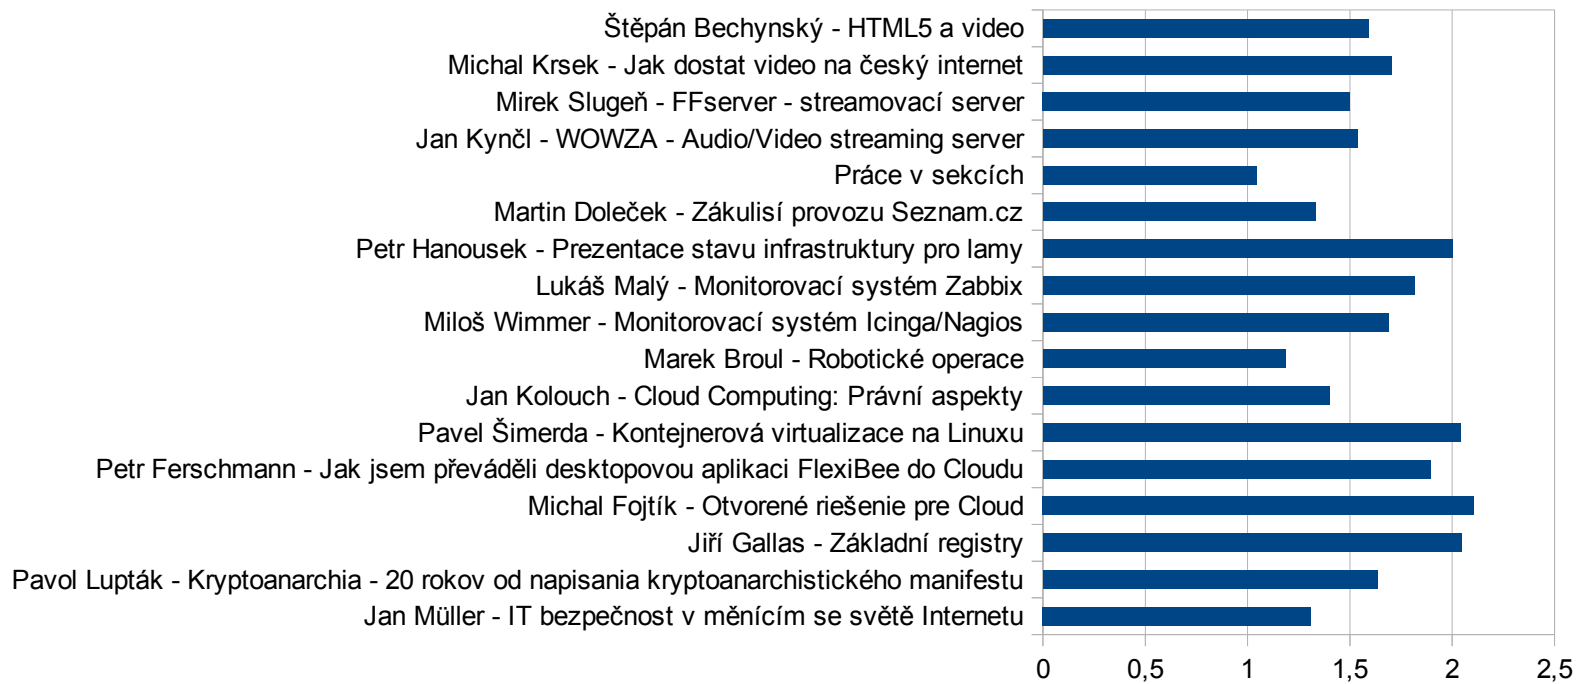 Štěpán Bechynský - HTML5 a video
Michal Krsek - Jak dostat video na český internet
Mirek Slugeň - FFserver - streamovací server
Jan Kynčl - WOWZA - Audio/Video streaming server
Práce v sekcích
Martin Doleček - Zákulisí provozu Seznam.cz
Petr Hanousek - Prezentace stavu infrastruktury pro lamy
Lukáš Malý - Monitorovací systém Zabbix
Miloš Wimmer - Monitorovací systém Icinga/Nagios
Marek Broul - Robotické operace
Jan Kolouch - Cloud Computing: Právní aspekty
Pavel Šimerda - Kontejnerová virtualizace na Linuxu
Petr Ferschmann - Jak jsem převáděli desktopovou aplikaci FlexiBee do Cloudu
Michal Fojtík - Otvorené riešenie pre Cloud
Jiří Gallas - Základní registry
Pavol Lupták - Kryptoanarchia - 20 rokov od napisania kryptoanarchistického manifestu
Jan Müller - IT bezpečnost v měnícím se světě Internetu
0 0,5 1 1,5 2 2,5